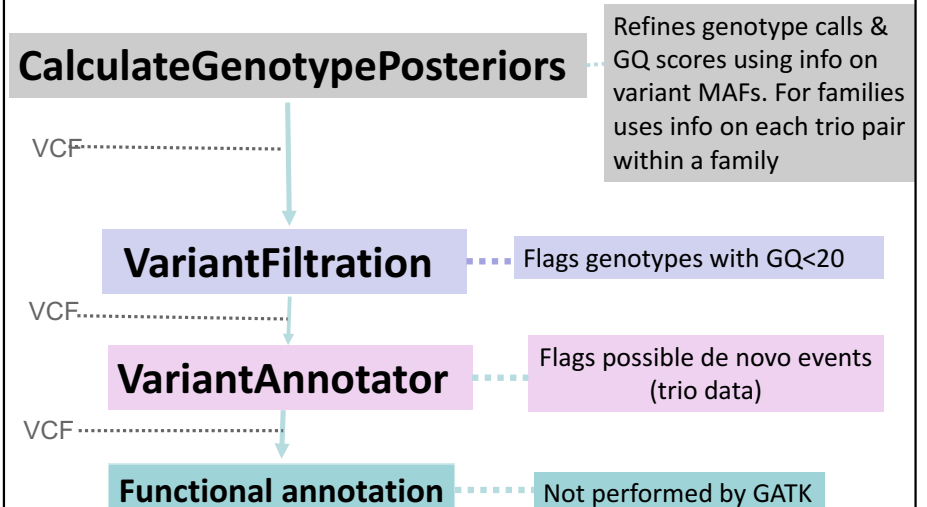 CalculateGenotypePosteriors
Refines genotype calls &
GQ scores using info on
variant MAFs. For families
uses info on each trio pair
within a family
VCF
VariantFiltration
Flags genotypes with GQ<20
VCF
VariantAnnotator
Flags possible de novo events
(trio data)
VCF
Functional annotation
Not performed by GATK